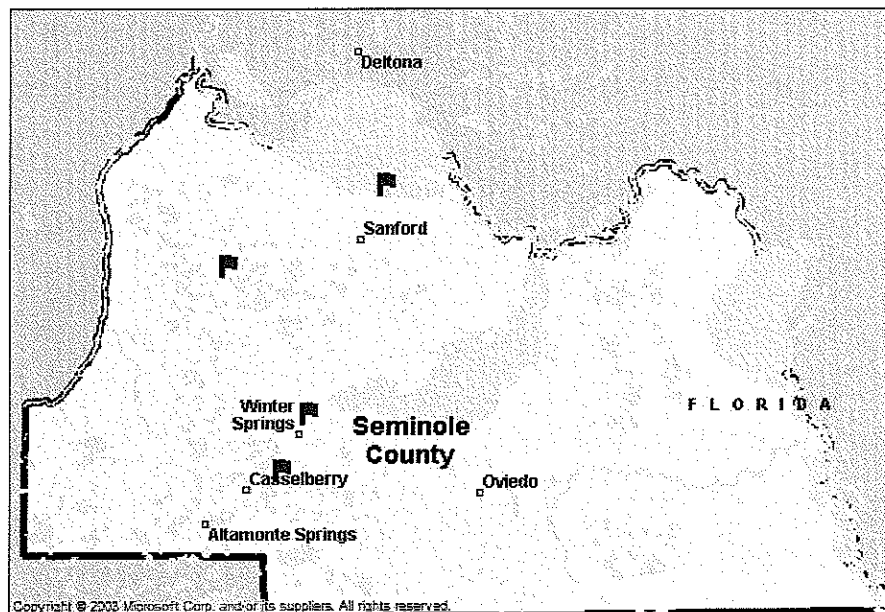 Deltona
Sanford
Winter
Springs
Seminole
County
FLORIDA
Casselberry
Oviedo
Altamonte Springs
Copyright © 2003 Microsoft Corp. and/or its suppliers. All rights reserved.